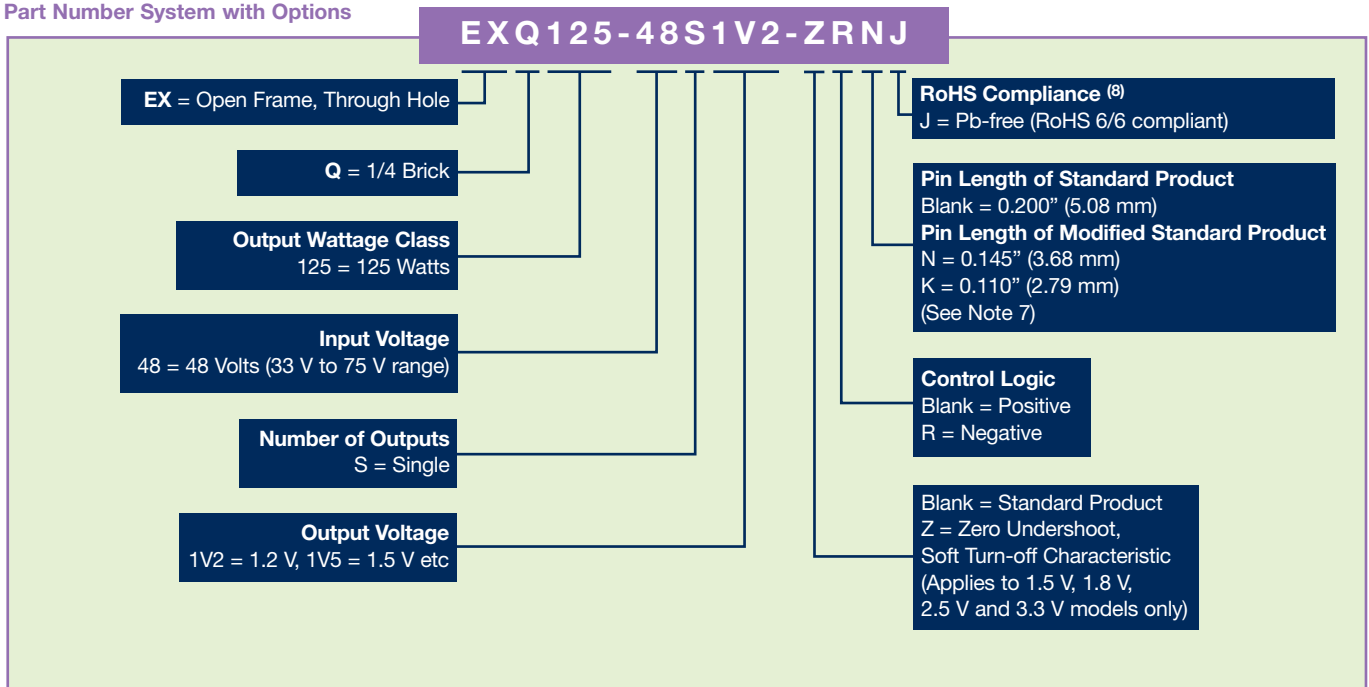 Part Number System with Options
EXQ125-48S1V2-ZRNJ
EX = Open Frame, Through Hole
Q = 1/4 Brick
Output Wattage Class
125 = 125 Watts
Input Voltage
48 = 48 Volts (33 V to 75 V range)
Number of Outputs
S = Single
Output Voltage
1V2 = 1.2 V, 1V5 = 1.5 V etc
RoHS Compliance (8)
J = Pb-free (RoHS 6/6 compliant)
Pin Length of Standard Product
Blank = 0.200” (5.08 mm)
Pin Length of Modified Standard Product
N = 0.145” (3.68 mm)
K = 0.110” (2.79 mm)
(See Note 7)
Control Logic
Blank = Positive
R = Negative
Blank = Standard Product
Z = Zero Undershoot,
Soft Turn-off Characteristic
(Applies to 1.5 V, 1.8 V,
2.5 V and 3.3 V models only)